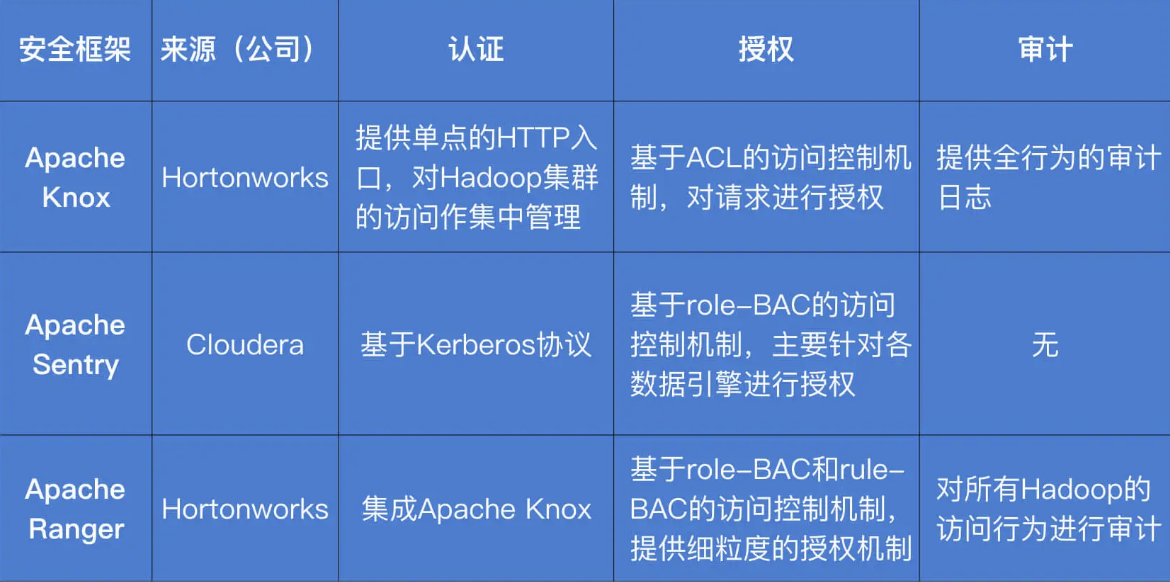 安全框架
来源（公司）
认证
授权
审计
Apache
Knox
Hortonworks
提供单点的HTTP入
口，对Hadoop集群
的访问作集中管理
基于ACL的访问控制机
制，对请求进行授权
提供全行为的审计
日志
Apache
Sentry
Cloudera
基于Kerberos协议
基于role-BAC的访问
控制机制，主要针对各
数据引擎进行授权
无
Apache
Ranger
Hortonworks
集成Apache Knox
基于role-BAC和rule-
BAC的访问控制机制，
提供细粒度的授权机制
对所有Hadoop的
访问行为进行审计